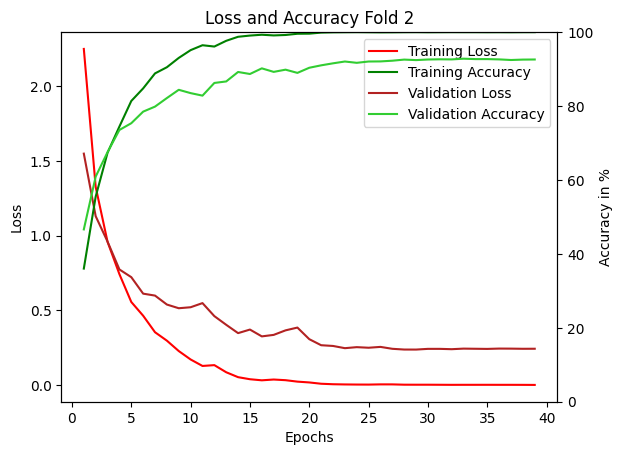 Loss and Accuracy Fold 2
Training Loss
Training Accuracy
Validation Loss
Validation Accuracy
Loss
2.0
1.5
1.0
0.5
0.0
Accuracy in %
100
80
60
40
20
0
0 5 10 15 20 25 30 35 40
Epochs